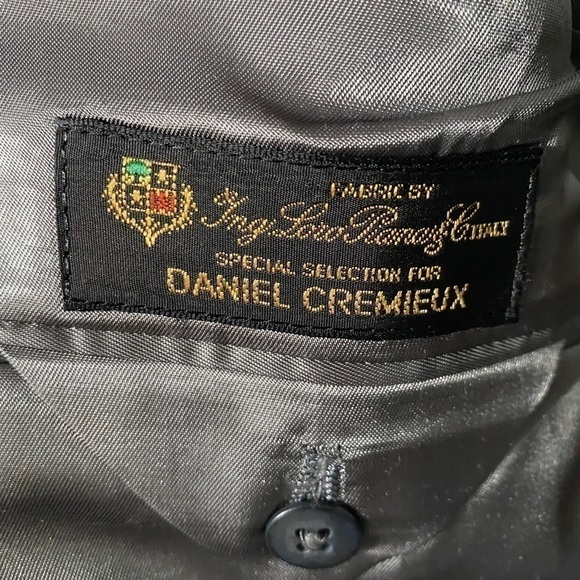 FABRIC BY
Ing. Loro Piana & C. ITALY
SPECIAL SELECTION FOR
DANIEL CREMIEUX